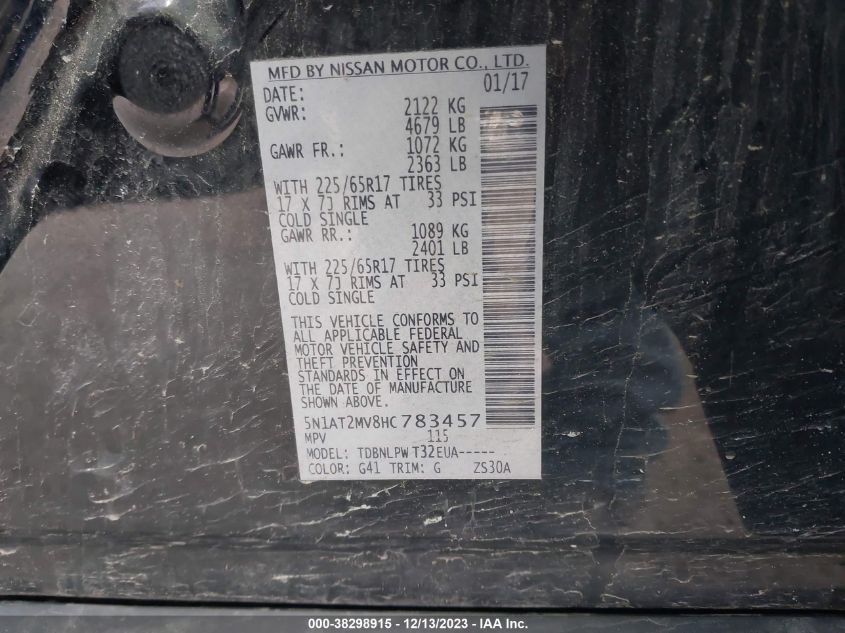 MFD BY NISSAN MOTOR CO., LTD.
DATE: 01/17
GVWR: 2122 KG
4679 LB
GAWR FR.: 1072 KG
2363 LB
WITH 225/65R17 TIRES
17 X 7J RIMS AT 33 PSI
COLD SINGLE
GAWR RR.: 1089 KG
2401 LB
WITH 225/65R17 TIRES
17 X 7J RIMS AT 33 PSI
COLD SINGLE
THIS VEHICLE CONFORMS TO
ALL APPLICABLE FEDERAL
MOTOR VEHICLE SAFETY AND
THEFT PREVENTION
STANDARDS IN EFFECT ON
THE DATE OF MANUFACTURE
SHOWN ABOVE.
5N1AT2MV8HC783457
MPV 115
MODEL: TDBNLPW T32EUA-----
COLOR: G41 TRIM: G ZS30A
000-38298915 - 12/13/2023 - IAA Inc.